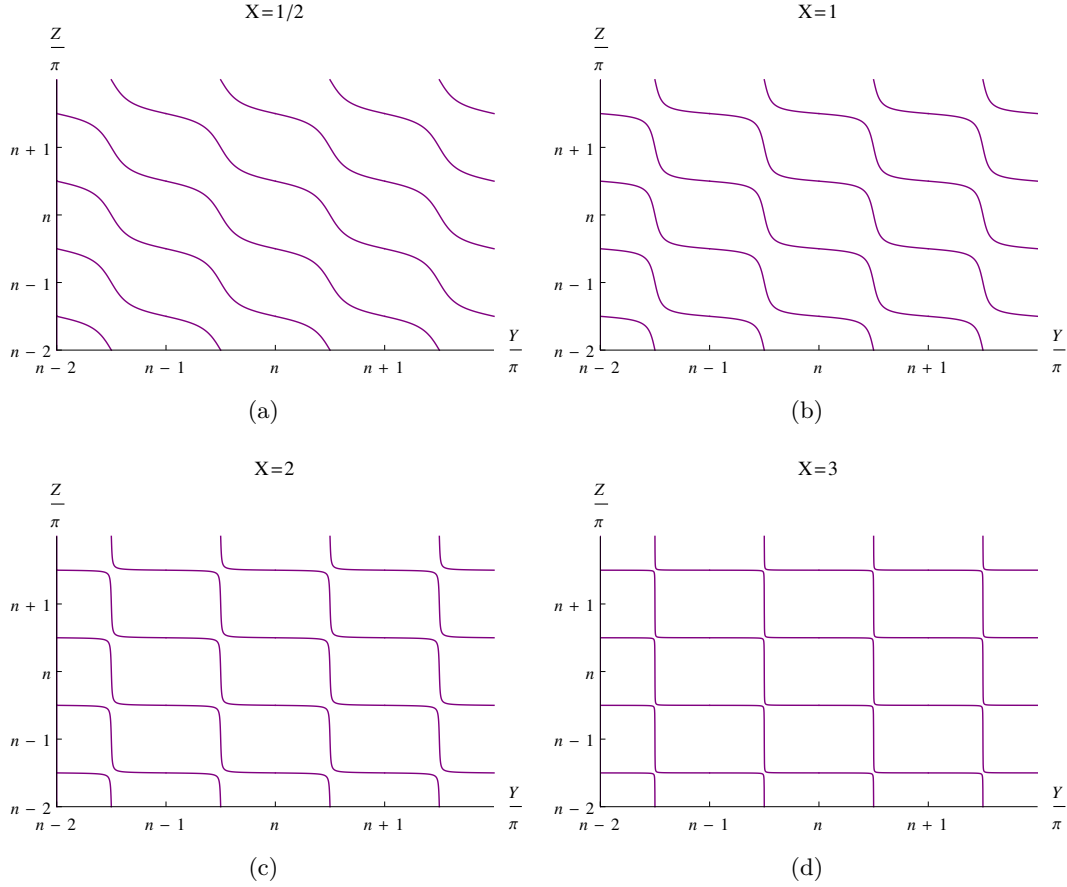 X=1/2
Z
π
n + 1
n
n − 1
n − 2
n − 2
n − 1
n
n + 1
Y
π
(a)
X=1
Z
π
n + 1
n
n − 1
n − 2
n − 2
n − 1
n
n + 1
Y
π
(b)
X=2
Z
π
n + 1
n
n − 1
n − 2
n − 2
n − 1
n
n + 1
Y
π
(c)
X=3
Z
π
n + 1
n
n − 1
n − 2
n − 2
n − 1
n
n + 1
Y
π
(d)